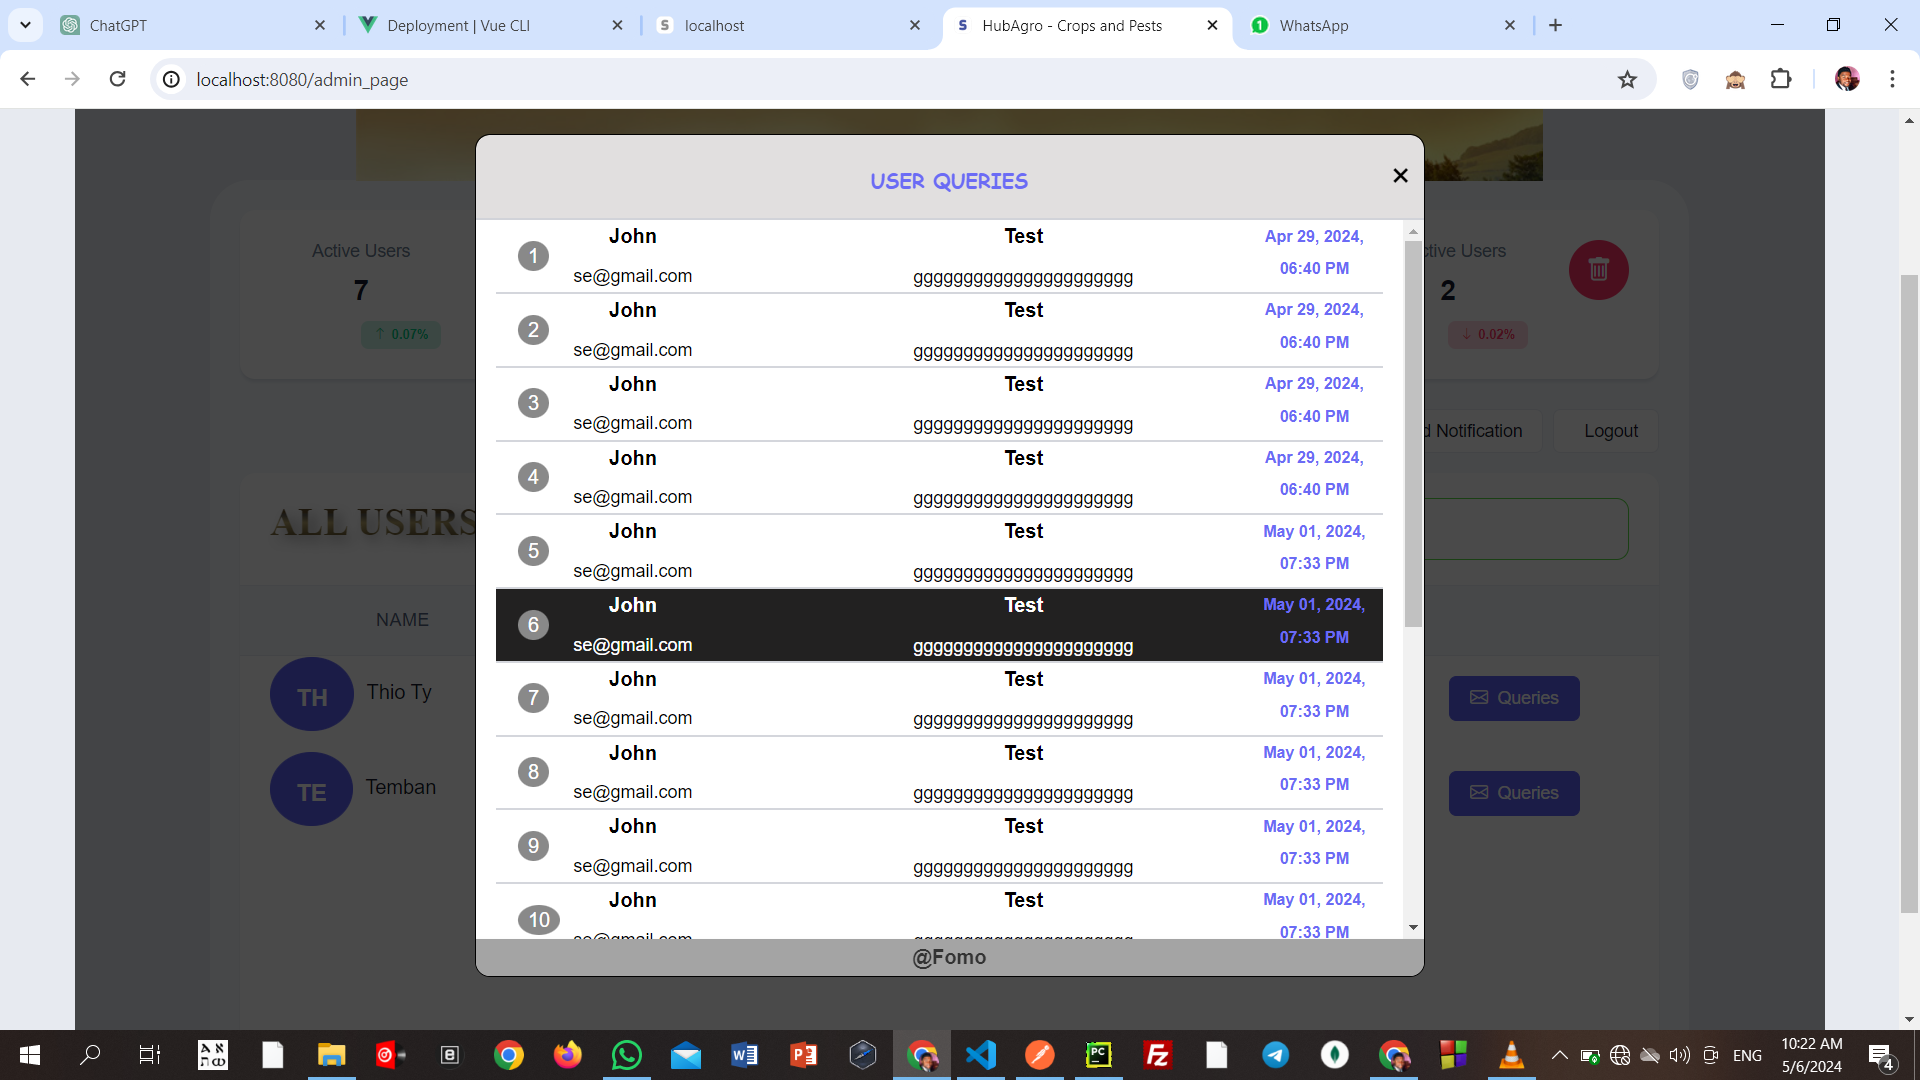 ChatGPT
Deployment | Vue CLI
localhost
HubAgro - Crops and Pests
WhatsApp
localhost:8080/admin_page
USER QUERIES
Active Users
7
0.07%
ctive Users
2
0.02%
d Notification
Logout
ALL USERS
NAME
TH
Thio Ty
Queries
TE
Temban
Queries
1
John
se@gmail.com
Test
gggggggggggggggggggggg
Apr 29, 2024,
06:40 PM
2
John
se@gmail.com
Test
gggggggggggggggggggggg
Apr 29, 2024,
06:40 PM
3
John
se@gmail.com
Test
gggggggggggggggggggggg
Apr 29, 2024,
06:40 PM
4
John
se@gmail.com
Test
gggggggggggggggggggggg
Apr 29, 2024,
06:40 PM
5
John
se@gmail.com
Test
gggggggggggggggggggggg
May 01, 2024,
07:33 PM
6
John
se@gmail.com
Test
gggggggggggggggggggggg
May 01, 2024,
07:33 PM
7
John
se@gmail.com
Test
gggggggggggggggggggggg
May 01, 2024,
07:33 PM
8
John
se@gmail.com
Test
gggggggggggggggggggggg
May 01, 2024,
07:33 PM
9
John
se@gmail.com
Test
gggggggggggggggggggggg
May 01, 2024,
07:33 PM
10
John
Test
May 01, 2024,
07:33 PM
@Fomo
ENG
10:22 AM
5/6/2024
4